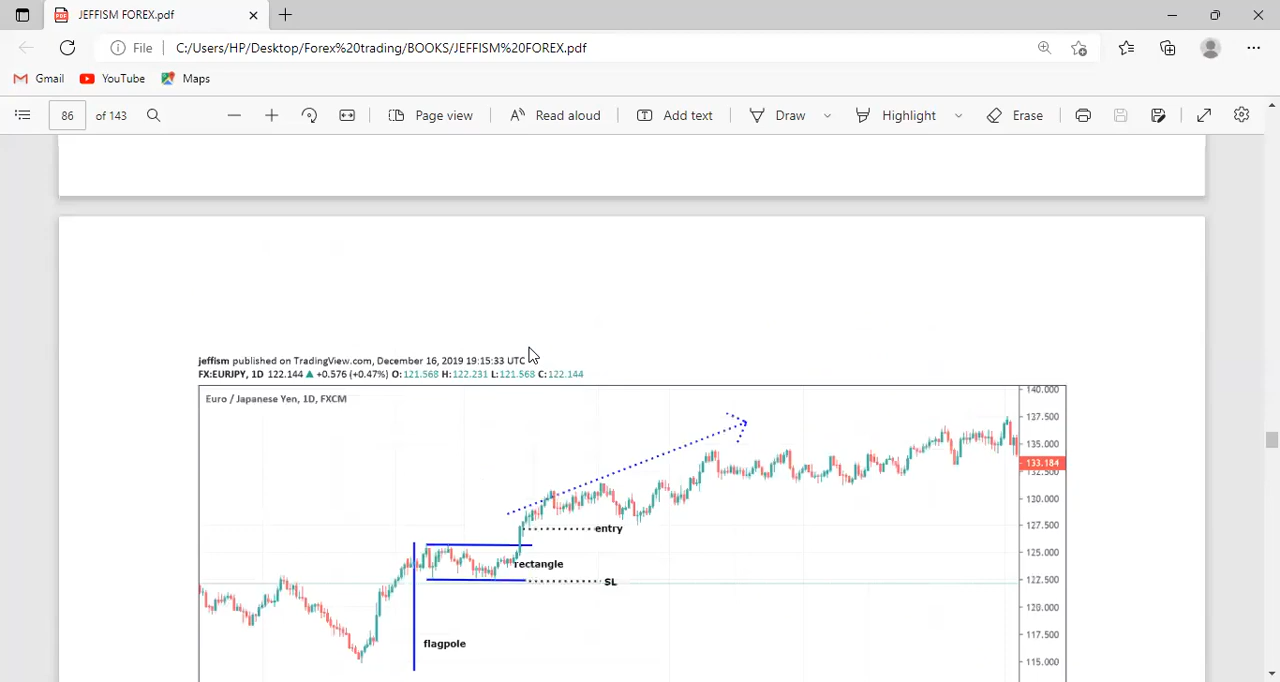 JEFFISM FOREX.pdf
File C:/Users/HP/Desktop/Forex%20trading/BOOKS/JEFFISM%20FOREX.pdf
Gmail YouTube Maps
86 of 143 Page view Read aloud Add text Draw Highlight Erase
jeffism published on TradingView.com, December 16, 2019 19:15:33 UTC
FX:EURJPY, 1D 122.144 ▲ +0.576 (+0.47%) O:121.568 H:122.231 L:121.568 C:122.144
Euro / Japanese Yen, 1D, FXCM
140.000
137.500
135.000
133.184
132.500
130.000
entry
127.500
125.000
rectangle
SL
122.500
120.000
117.500
flagpole
115.000